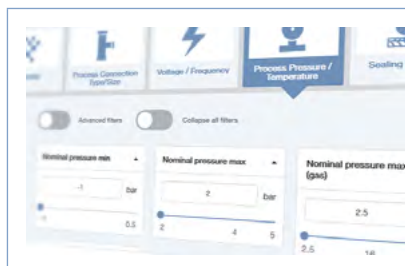 Process Connection
Type/Size
Voltage / Frequency
Process Pressure /
Temperature
Sealing
Advanced filters
Collapse all filters
Nominal pressure min
Nominal pressure max
Nominal pressure max
(gas)
-1
bar
2
bar
2.5
0.5
2
4
5
2.5
16